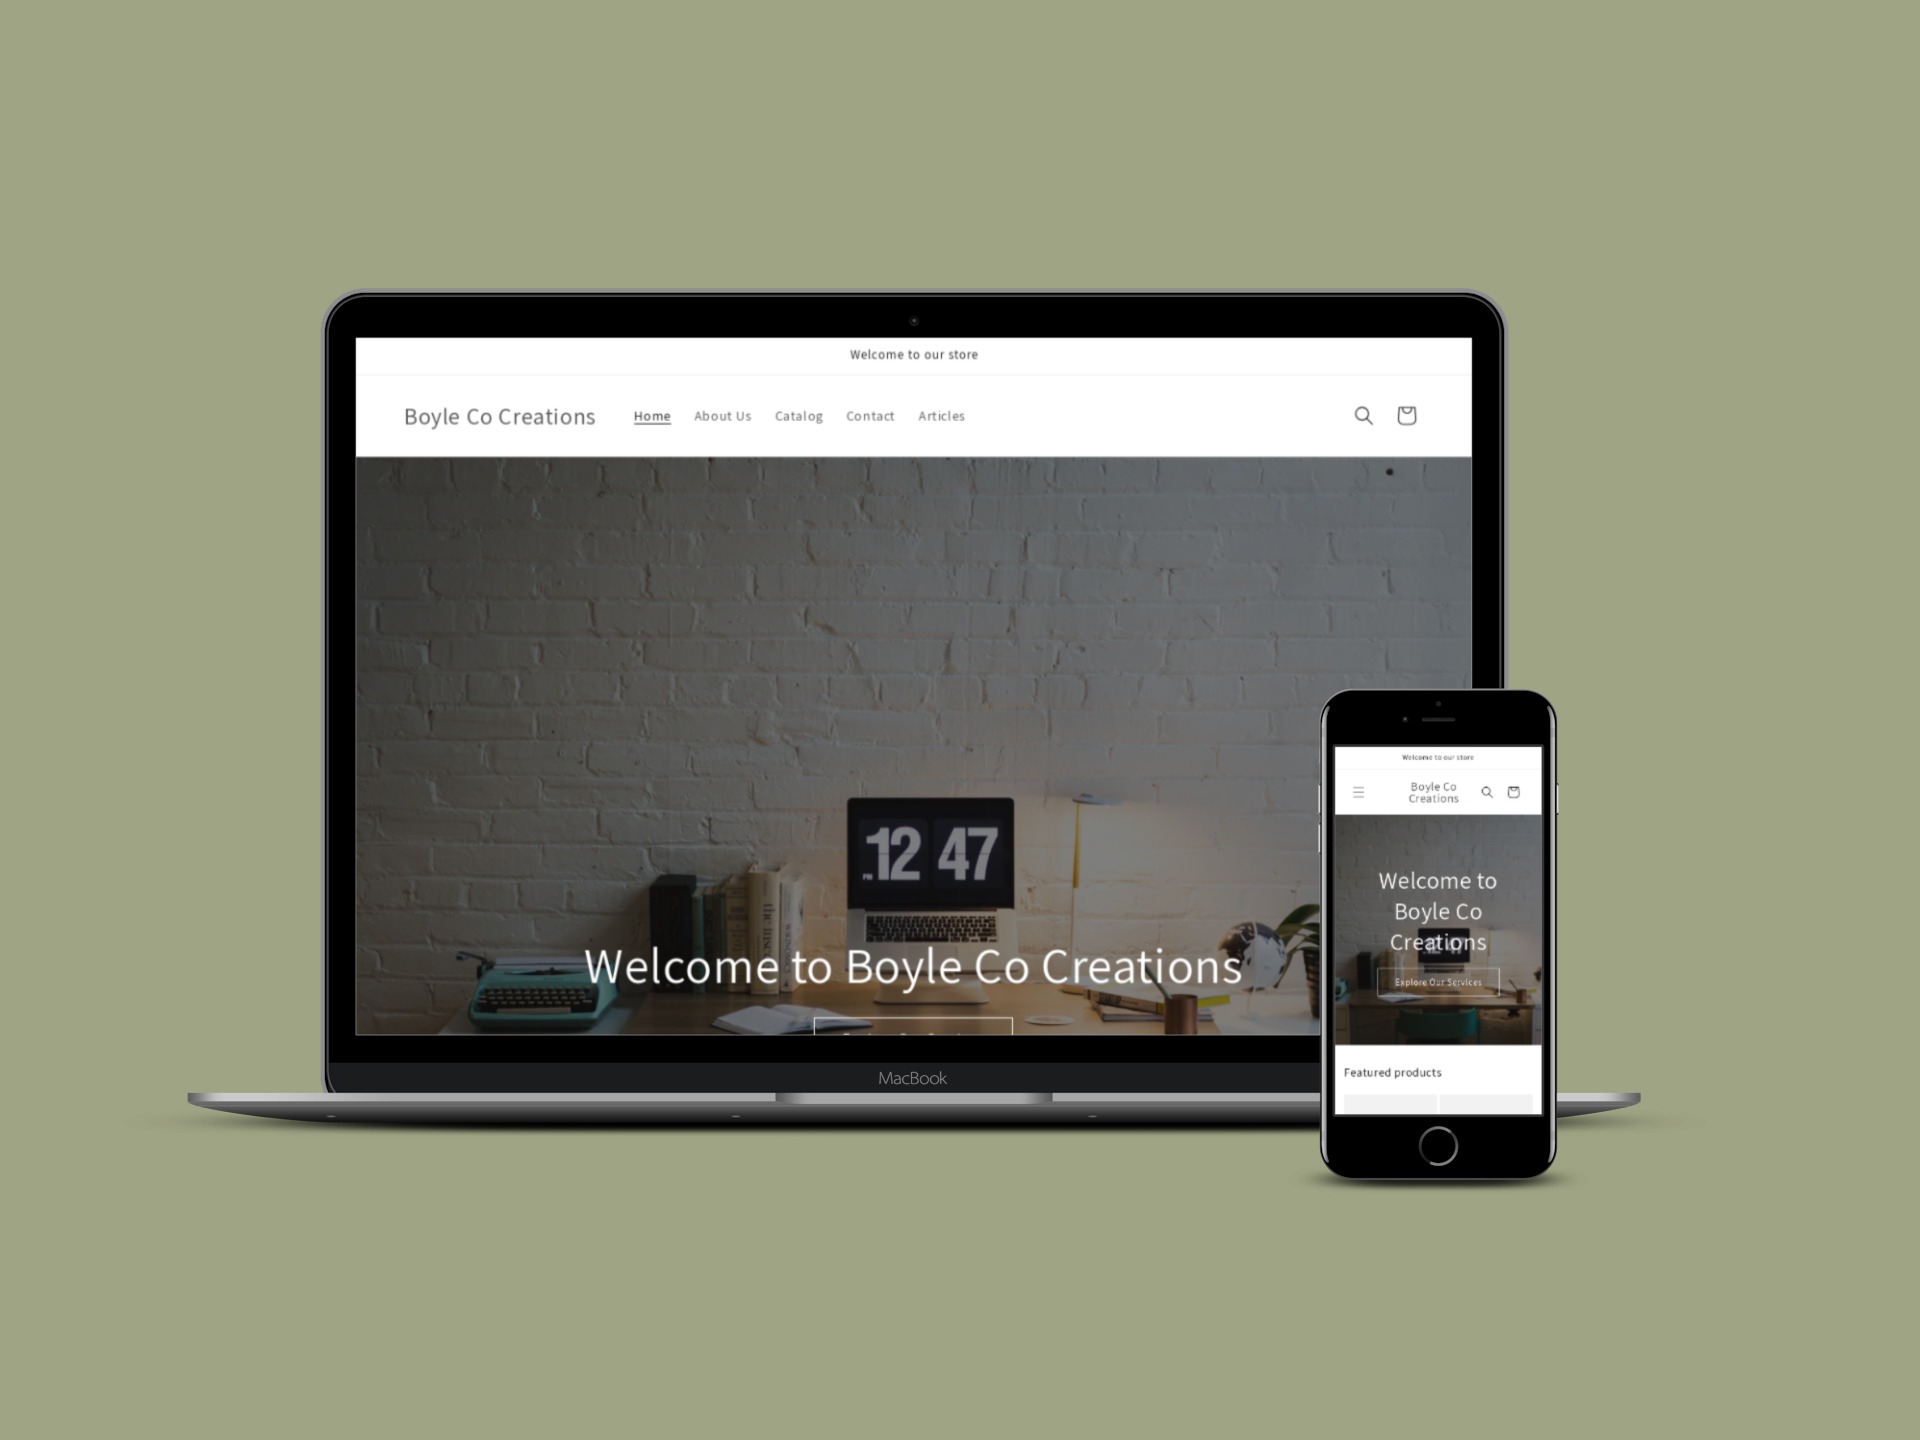 Welcome to our store
Boyle Co Creations Home About Us Catalog Contact Articles
PM 12 47
the
Welcome to Boyle Co Creations
MacBook
Welcome to our store
Boyle Co
Creations
Welcome to
Boyle Co
Creations
Explore Our Services
Featured products